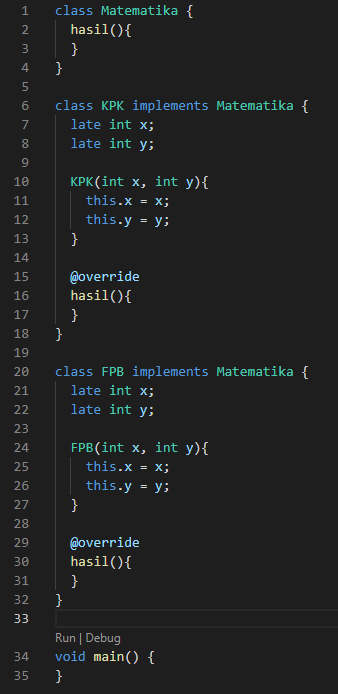 1 class Matematika {
2   hasil(){
3   }
4 }
5
6 class KPK implements Matematika {
7   late int x;
8   late int y;
9
10   KPK(int x, int y){
11     this.x = x;
12     this.y = y;
13   }
14
15   @override
16   hasil(){
17   }
18 }
19
20 class FPB implements Matematika {
21   late int x;
22   late int y;
23
24   FPB(int x, int y){
25     this.x = x;
26     this.y = y;
27   }
28
29   @override
30   hasil(){
31   }
32 }
33
Run | Debug
34 void main() {
35 }